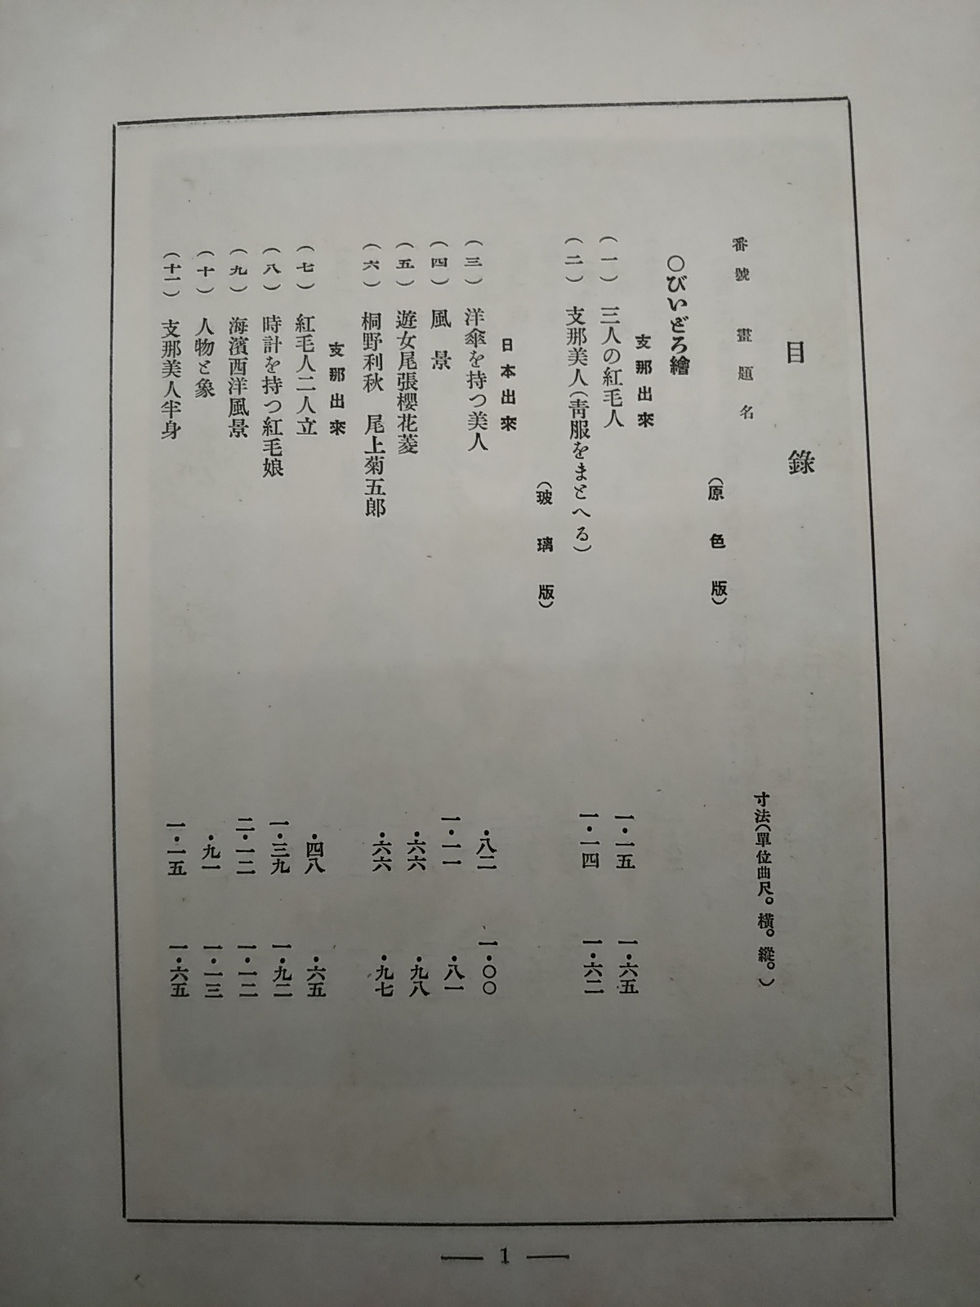 目錄
番號 畫題名 寸法(單位曲尺。橫。縱。)
(原色版)
○びいどろ繪
支那出來
(一) 三人の紅毛人 一・一五 一・六五
(二) 支那美人(靑服をまとへる) 一・一四 一・六二
(玻璃版)
日本出來
(三) 洋傘を持つ美人 ・八二 一・〇〇
(四) 風景 一・一一 ・八一
(五) 遊女尾張櫻花菱 ・六六 ・九八
(六) 桐野利秋 尾上菊五郎 ・六六 ・九七
支那出來
(七) 紅毛人二人立 ・四八 ・六五
(八) 時計を持つ紅毛娘 一・三九 一・九二
(九) 海濱西洋風景 二・一二 一・一二
(十) 人物と象 ・九一 一・一三
(十一) 支那美人半身 一・一五 一・六五
— 1 —